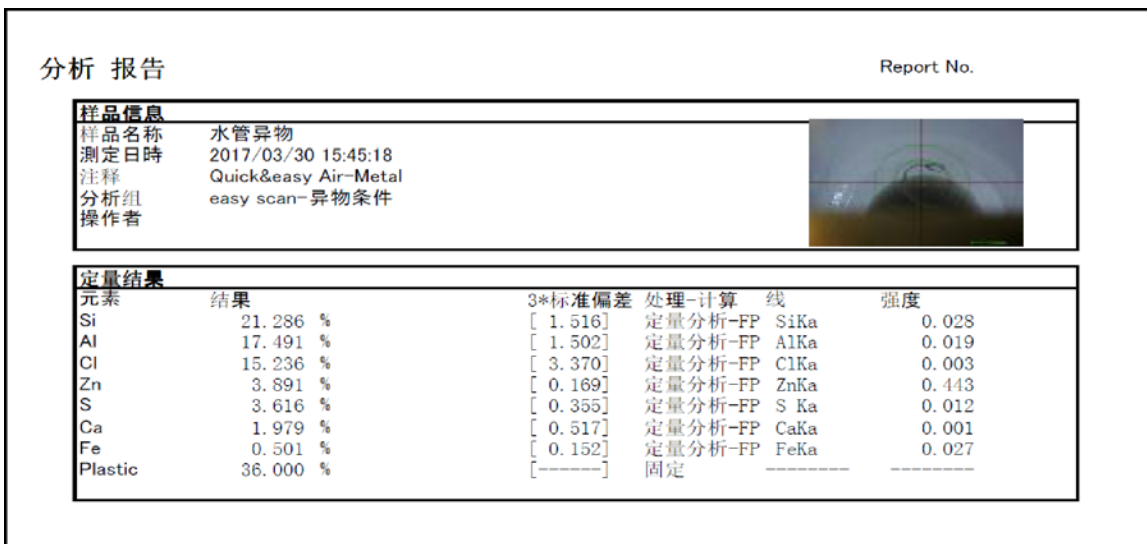 分析 报告
Report No.
样品信息
样品名称 水管异物
測定日時 2017/03/30 15:45:18
注释 Quick&easy Air-Metal
分析组 easy scan-异物条件
操作者
定量结果
元素 结果 3*标准偏差 处理-计算 线 强度
Si 21.286 % [ 1.516] 定量分析-FP SiKa 0.028
Al 17.491 % [ 1.502] 定量分析-FP AlKa 0.019
Cl 15.236 % [ 3.370] 定量分析-FP ClKa 0.003
Zn 3.891 % [ 0.169] 定量分析-FP ZnKa 0.443
S 3.616 % [ 0.355] 定量分析-FP S Ka 0.012
Ca 1.979 % [ 0.517] 定量分析-FP CaKa 0.001
Fe 0.501 % [ 0.152] 定量分析-FP FeKa 0.027
Plastic 36.000 % [------] 固定 -------- --------